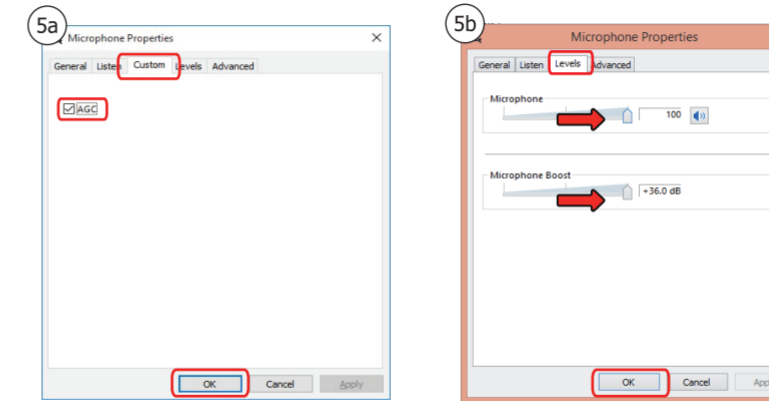 5a
Microphone Properties
General Listen Custom Levels Advanced
AGC
OK Cancel Apply
5b
Microphone Properties
General Listen Levels Advanced
Microphone
100
Microphone Boost
+36.0 dB
OK Cancel App